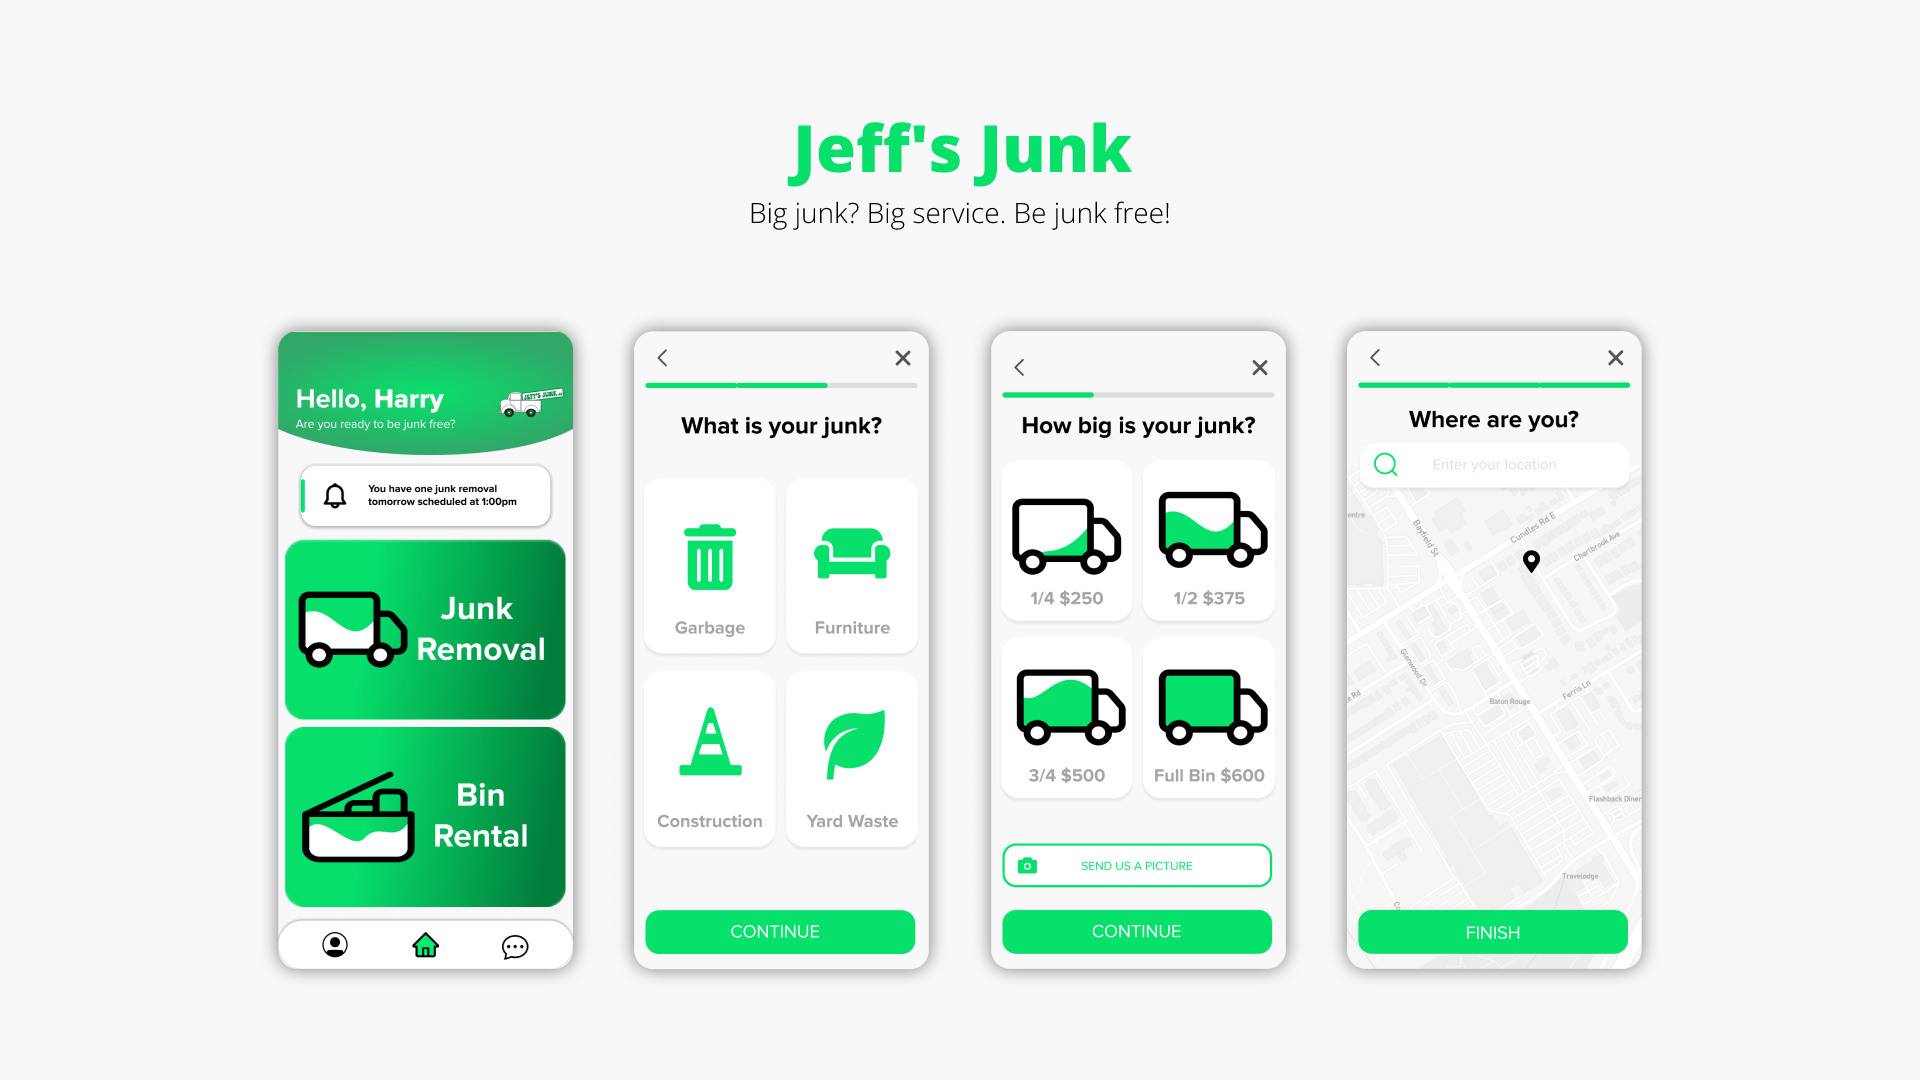 Jeff's Junk
Big junk? Big service. Be junk free!
Hello, Harry
Are you ready to be junk free?
JEFF'S JUNK
You have one junk removal
tomorrow scheduled at 1:00pm
Junk
Removal
Bin
Rental
What is your junk?
Garbage
Furniture
Construction
Yard Waste
CONTINUE
How big is your junk?
1/4 $250
1/2 $375
3/4 $500
Full Bin $600
SEND US A PICTURE
CONTINUE
Where are you?
Enter your location
entre
Bayfield St
Cundles Rd E
Charlbrook Ave
Glenwood Dr
Ferris Ln
Baton Rouge
Flashback Diner
Travelodge
FINISH